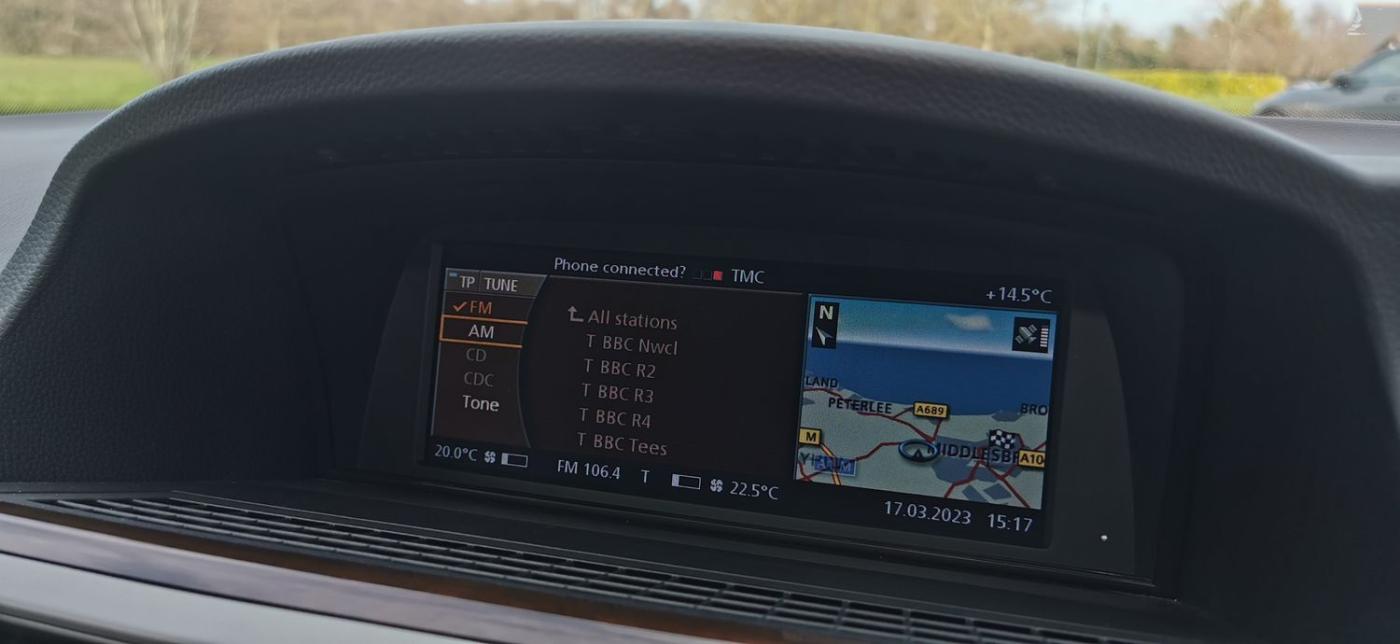 Phone connected? TMC
+14.5°C
TP TUNE
FM
AM
CD
CDC
Tone
All stations
T BBC Nwcl
T BBC R2
T BBC R3
T BBC R4
T BBC Tees
N
LAND
PETERLEE
A689
BRO
M
MIDDLESB
A10
20.0°C
FM 106.4 T
22.5°C
17.03.2023 15:17